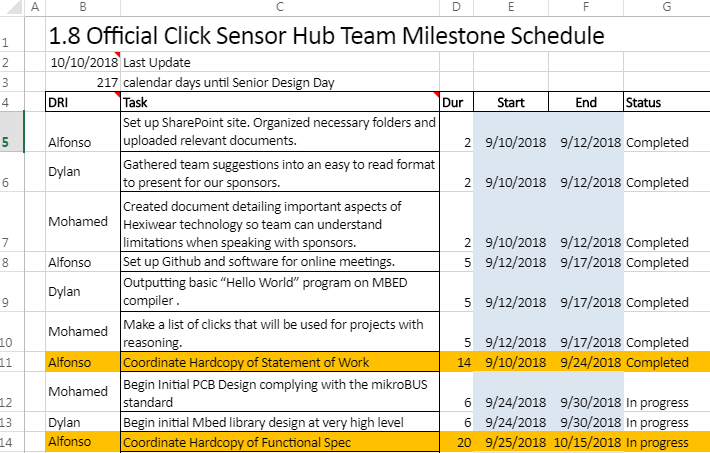 A B C D E F G
1 1.8 Official Click Sensor Hub Team Milestone Schedule
2 10/10/2018 Last Update
3 217 calendar days until Senior Design Day
4 DRI Task Dur Start End Status
Set up SharePoint site. Organized necessary folders and
5 Alfonso uploaded relevant documents. 2 9/10/2018 9/12/2018 Completed
Dylan Gathered team suggestions into an easy to read format
6 to present for our sponsors. 2 9/10/2018 9/12/2018 Completed
Created document detailing important aspects of
Mohamed Hexiwear technology so team can understand
7 limitations when speaking with sponsors. 2 9/10/2018 9/12/2018 Completed
8 Alfonso Set up Github and software for online meetings. 5 9/12/2018 9/17/2018 Completed
Dylan Outputting basic “Hello World” program on MBED
9 compiler . 5 9/12/2018 9/17/2018 Completed
Mohamed Make a list of clicks that will be used for projects with
10 reasoning. 5 9/12/2018 9/17/2018 Completed
11 Alfonso Coordinate Hardcopy of Statement of Work 14 9/10/2018 9/24/2018 Completed
Mohamed Begin Initial PCB Design complying with the mikroBUS
12 standard 6 9/24/2018 9/30/2018 In progress
13 Dylan Begin initial Mbed library design at very high level 6 9/24/2018 9/30/2018 In progress
14 Alfonso Coordinate Hardcopy of Functional Spec 20 9/25/2018 10/15/2018 In progress